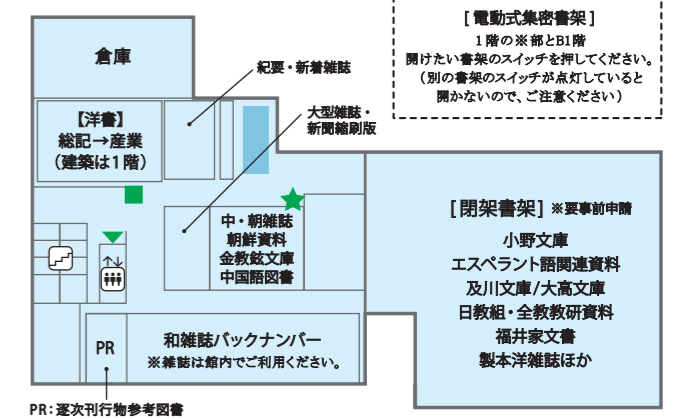 [電動式集密書架]
1階の※部とB1階
開けたい書架のスイッチを押してください。
(別の書架のスイッチが点灯していると
開かないので、ご注意ください)
倉庫
紀要・新着雑誌
【洋書】
総記→産業
(建築は1階)
大型雑誌・
新聞縮刷版
[閉架書架] ※要事前申請
小野文庫
エスペラント語関連資料
及川文庫/大高文庫
日教組・全教教研資料
福井家文書
製本洋雑誌ほか
中・朝雑誌
朝鮮資料
金教鉉文庫
中国語図書
PR
和雑誌バックナンバー
※雑誌は館内でご利用ください。
PR:逐次刊行物参考図書